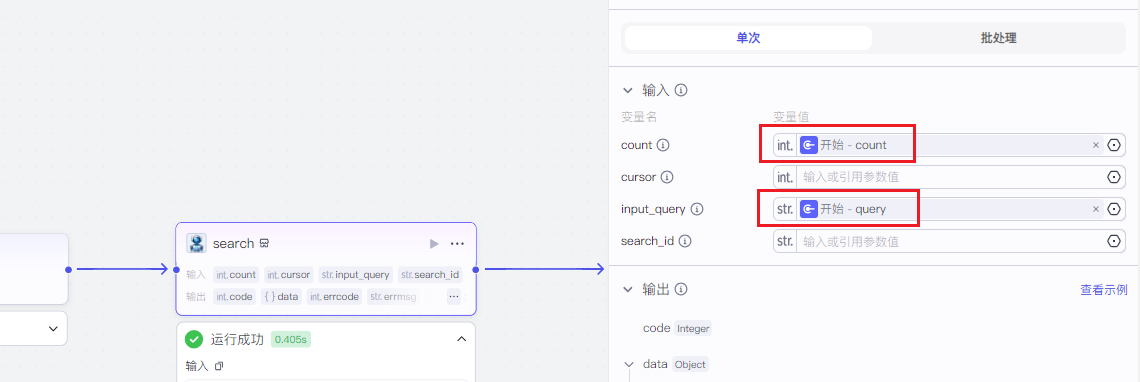 search
输入 int.count int.cursor str.input_query str.search_id
输出 int.code { } data int.errcode str.errmsg ...
运行成功 0.405s
输入
单次 批处理
输入
变量名 变量值
count int. 开始 - count
cursor int. 输入或引用参数值
input_query str. 开始 - query
search_id str. 输入或引用参数值
输出 查看示例
code Integer
data Object